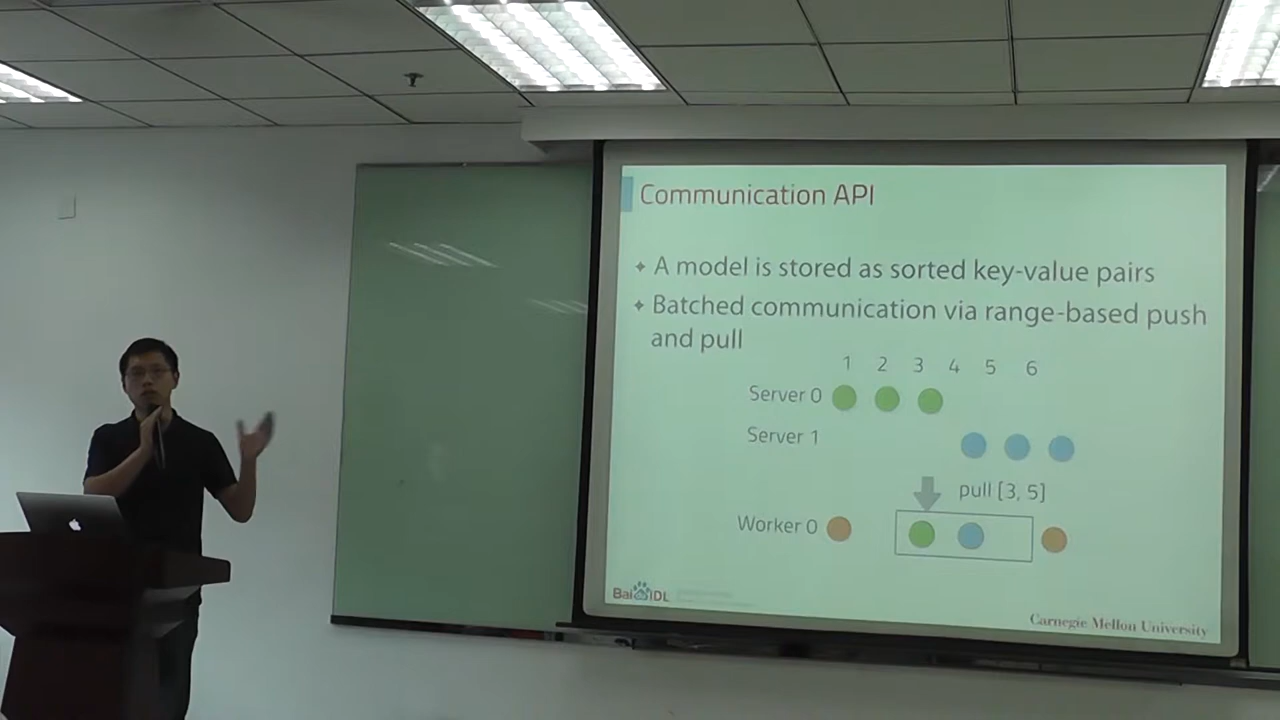 Communication API
A model is stored as sorted key-value pairs
Batched communication via range-based push
and pull
1 2 3 4 5 6
Server 0
Server 1
pull [3, 5]
Worker 0
Bai IDL
Carnegie Mellon University